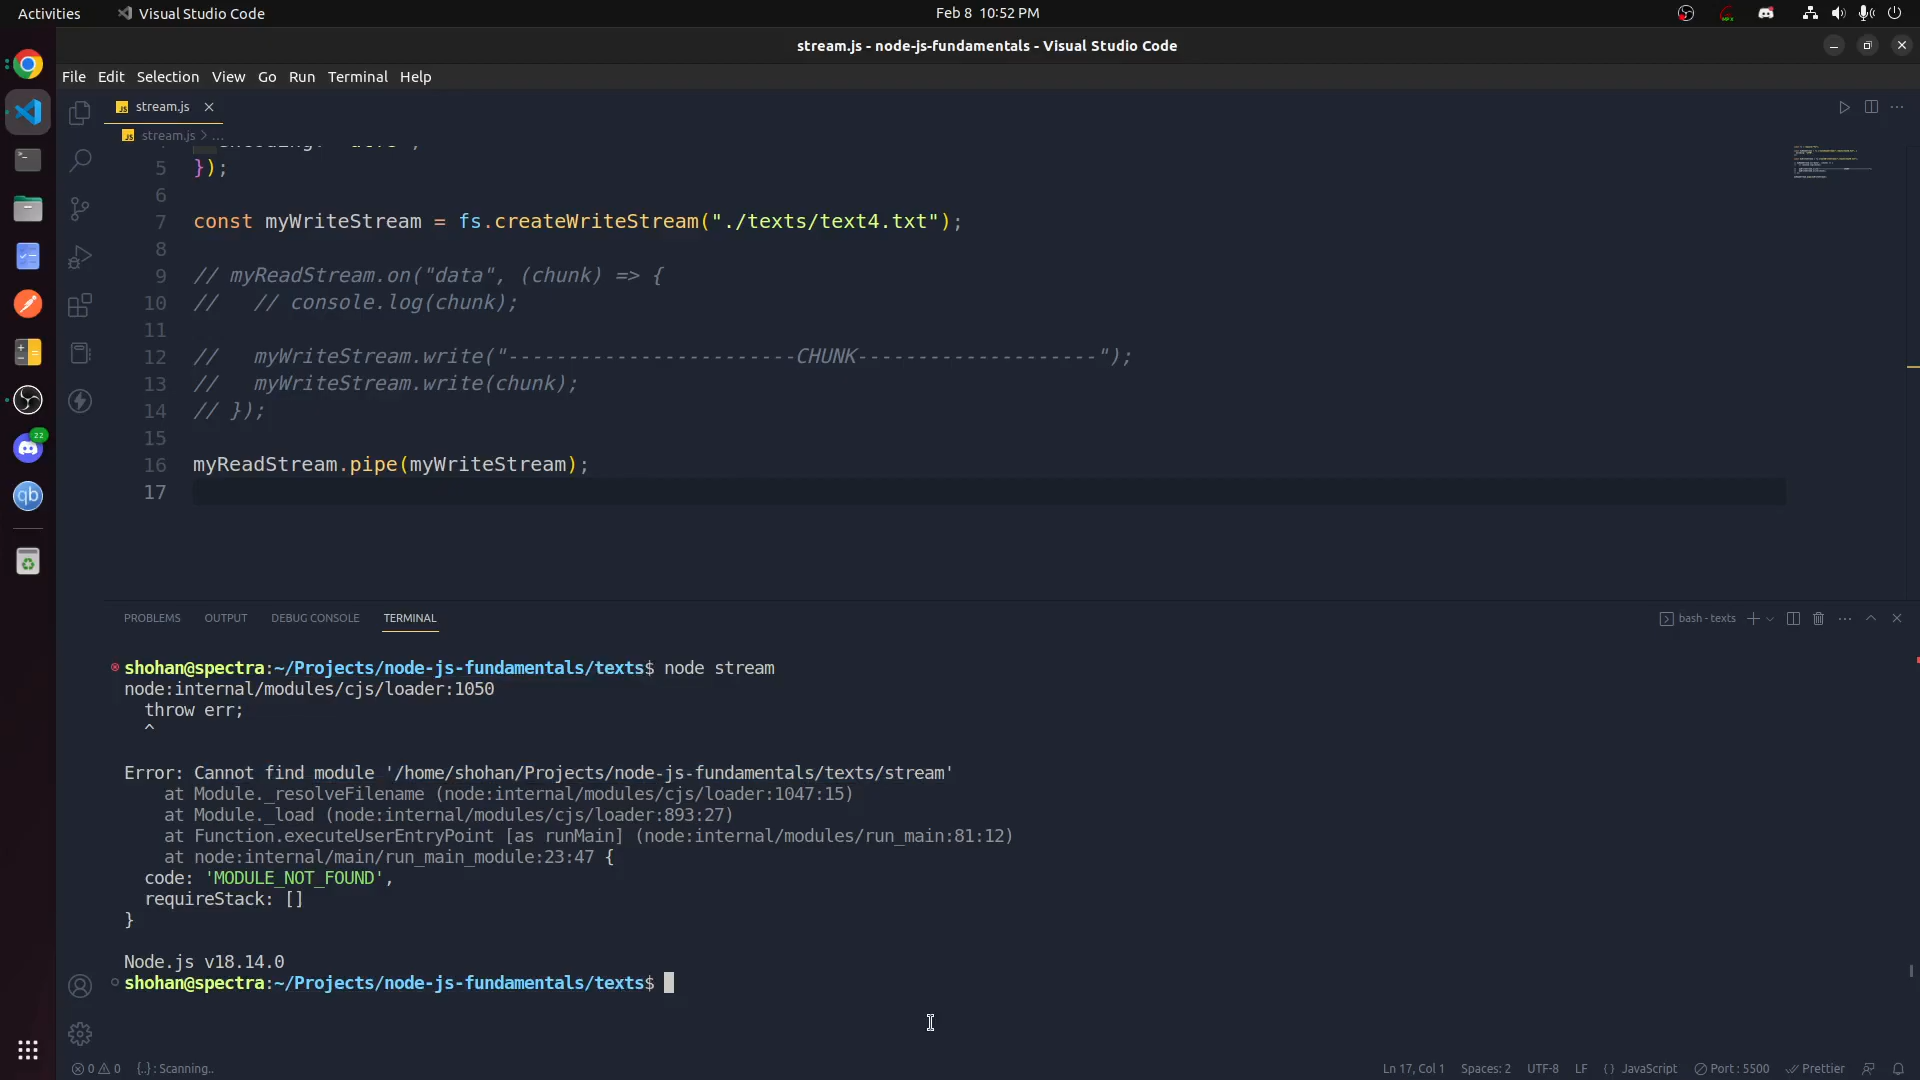 Activities
Visual Studio Code
Feb 8 10:52 PM
stream.js - node-js-fundamentals - Visual Studio Code
File Edit Selection View Go Run Terminal Help
JS stream.js
JS stream.js > ...
5 });
6
7 const myWriteStream = fs.createWriteStream("./texts/text4.txt");
8
9 // myReadStream.on("data", (chunk) => {
10 //   // console.log(chunk);
11
12 //   myWriteStream.write("------------------------CHUNK--------------------");
13 //   myWriteStream.write(chunk);
14 // });
15
16 myReadStream.pipe(myWriteStream);
17
PROBLEMS OUTPUT DEBUG CONSOLE TERMINAL
bash - texts
shohan@spectra:~/Projects/node-js-fundamentals/texts$ node stream
node:internal/modules/cjs/loader:1050
  throw err;
  ^
Error: Cannot find module '/home/shohan/Projects/node-js-fundamentals/texts/stream'
    at Module._resolveFilename (node:internal/modules/cjs/loader:1047:15)
    at Module._load (node:internal/modules/cjs/loader:893:27)
    at Function.executeUserEntryPoint [as runMain] (node:internal/modules/run_main:81:12)
    at node:internal/main/run_main_module:23:47 {
  code: 'MODULE_NOT_FOUND',
  requireStack: []
}
Node.js v18.14.0
shohan@spectra:~/Projects/node-js-fundamentals/texts$
22
qb
0 0 {..} : Scanning..
Ln 17, Col 1 Spaces: 2 UTF-8 LF { } JavaScript Port : 5500 Prettier